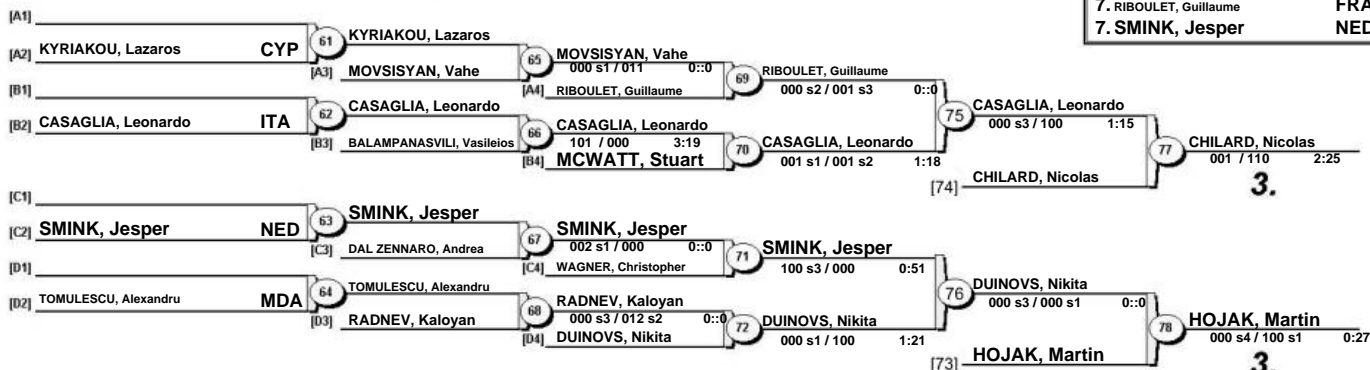 7. RIBOULET, Guillaume FRA
7. SMINK, Jesper NED
[A1]
[A2] KYRIAKOU, Lazaros CYP
61
KYRIAKOU, Lazaros
[A3] MOVSISYAN, Vahe
65
MOVSISYAN, Vahe
000 s1 / 011 0::0
[A4] RIBOULET, Guillaume
69
RIBOULET, Guillaume
000 s2 / 001 s3 0::0
[B1]
[B2] CASAGLIA, Leonardo ITA
62
CASAGLIA, Leonardo
[B3] BALAMPANASVILI, Vasileios
66
CASAGLIA, Leonardo
101 / 000 3:19
[B4] MCWATT, Stuart
70
CASAGLIA, Leonardo
001 s1 / 001 s2 1:18
75
CASAGLIA, Leonardo
000 s3 / 100 1:15
[74] CHILARD, Nicolas
77
CHILARD, Nicolas
001 / 110 2:25
3.
[C1]
[C2] SMINK, Jesper NED
63
SMINK, Jesper
[C3] DAL ZENNARO, Andrea
67
SMINK, Jesper
002 s1 / 000 0::0
[C4] WAGNER, Christopher
71
SMINK, Jesper
100 s3 / 000 0:51
[D1]
[D2] TOMULESCU, Alexandru MDA
64
TOMULESCU, Alexandru
[D3] RADNEV, Kaloyan
68
RADNEV, Kaloyan
000 s3 / 012 s2 0::0
[D4] DUINOVS, Nikita
72
DUINOVS, Nikita
000 s1 / 100 1:21
76
DUINOVS, Nikita
000 s3 / 000 s1 0::0
[73] HOJAK, Martin
78
HOJAK, Martin
000 s4 / 100 s1 0:27
3.